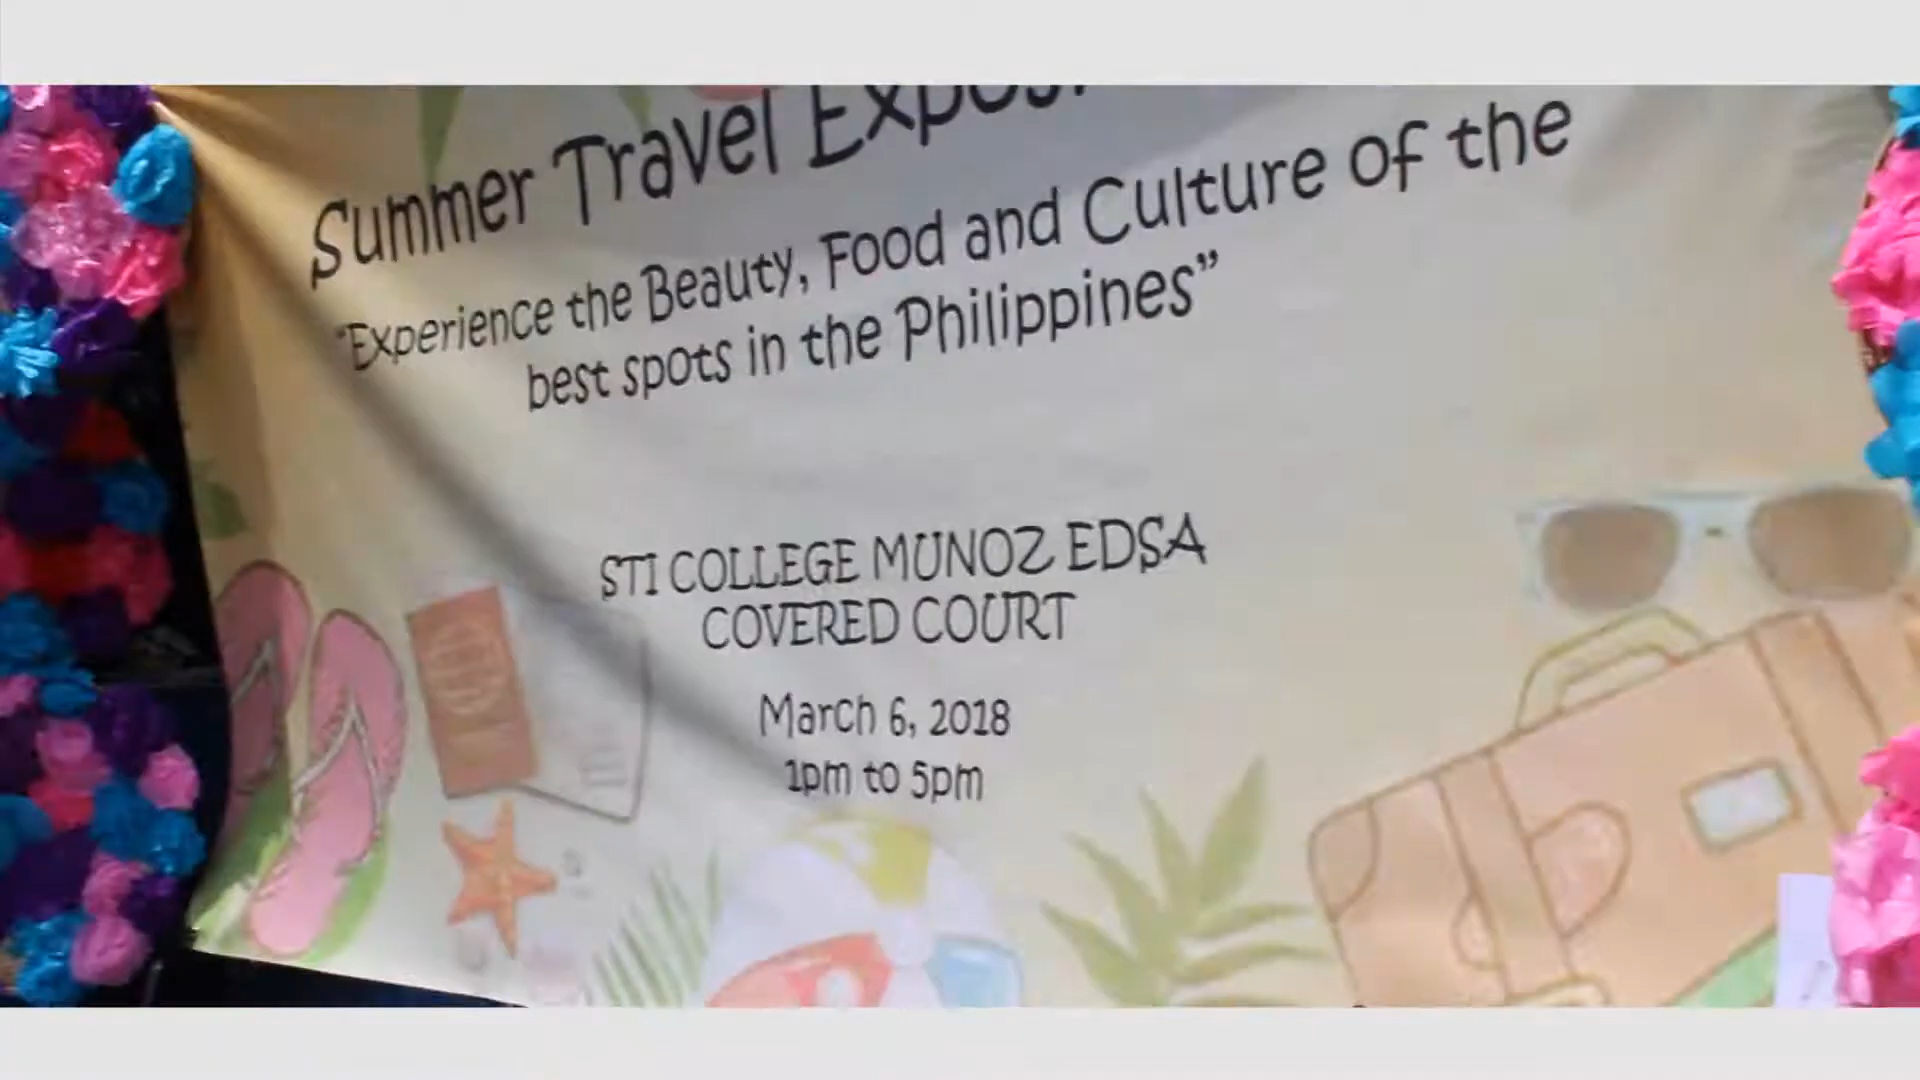 Summer Travel
"Experience the Beauty, Food and Culture of the
best spots in the Philippines”
STI COLLEGE MUNOZ EDSA
COVERED COURT
March 6, 2018
1pm to 5pm